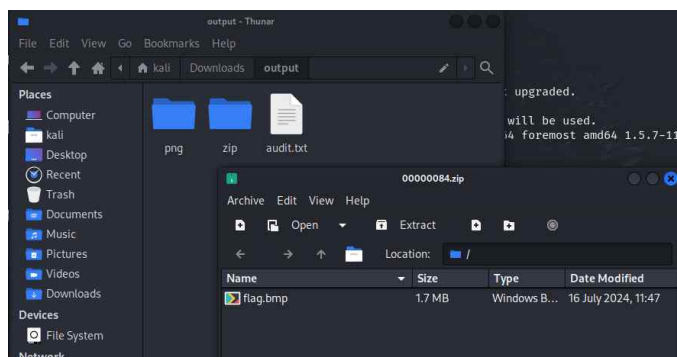 output - Thunar
File Edit View Go Bookmarks Help
kali Downloads output
Places
Computer
kali
Desktop
Recent
Trash
Documents
Music
Pictures
Videos
Downloads
Devices
File System
Network
png zip audit.txt
upgraded.
will be used.
foremost amd64 1.5.7-11
00000084.zip
Archive Edit View Help
Open Extract
Location: /
Name Size Type Date Modified
flag.bmp 1.7 MB Windows B... 16 July 2024, 11:47